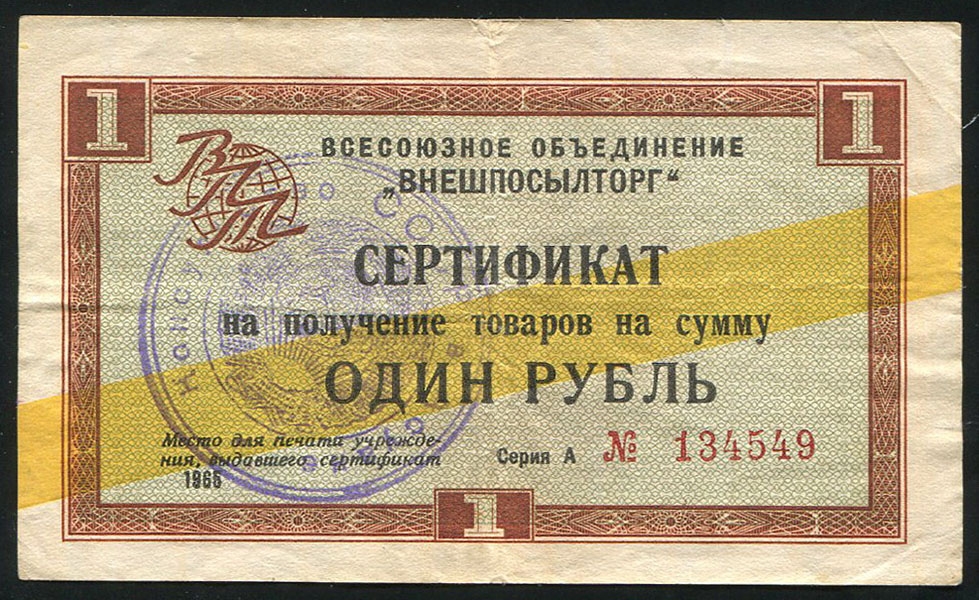 1 1
ВПТ
ВСЕСОЮЗНОЕ ОБЪЕДИНЕНИЕ
„ВНЕШПОСЫЛТОРГ“
СЕРТИФИКАТ
на получение товаров на сумму
ОДИН РУБЛЬ
Место для печати учрежде-
ния, выдавшего сертификат
1965
Серия А № 134549
1